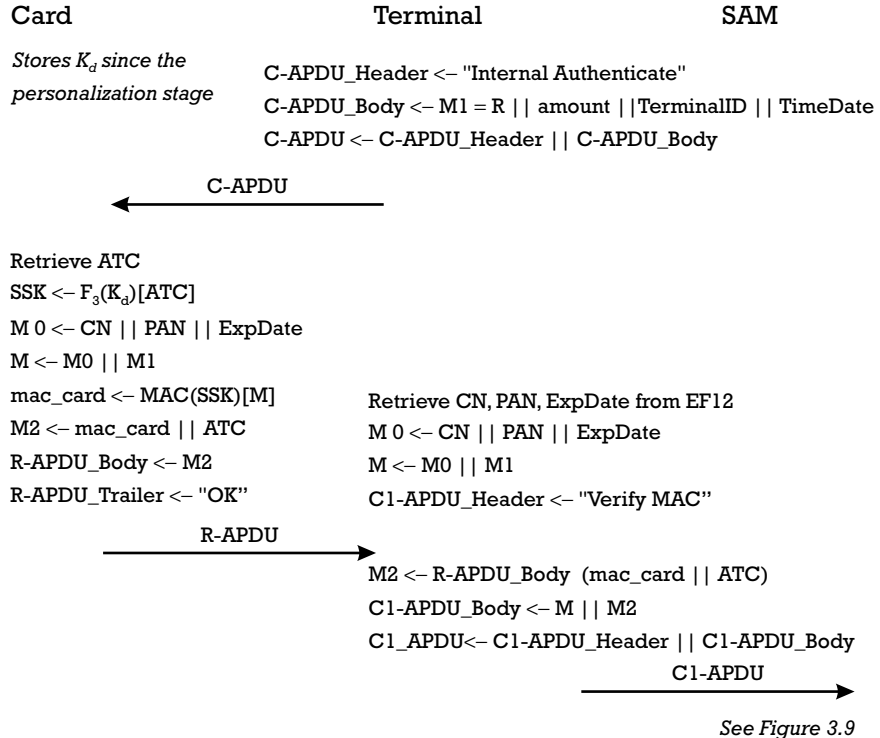 Card Terminal SAM
Stores Kd since the
personalization stage
C-APDU_Header <– "Internal Authenticate"
C-APDU_Body <– M1 = R || amount ||TerminalID || TimeDate
C-APDU <– C-APDU_Header || C-APDU_Body
C-APDU
Retrieve ATC
SSK <– F3(Kd)[ATC]
M 0 <– CN || PAN || ExpDate
M <– M0 || M1
mac_card <– MAC(SSK)[M]
M2 <– mac_card || ATC
R-APDU_Body <– M2
R-APDU_Trailer <– "OK”
Retrieve CN, PAN, ExpDate from EF12
M 0 <– CN || PAN || ExpDate
M <– M0 || M1
C1-APDU_Header <– "Verify MAC”
R-APDU
M2 <– R-APDU_Body (mac_card || ATC)
C1-APDU_Body <– M || M2
C1_APDU<– C1-APDU_Header || C1-APDU_Body
C1-APDU
See Figure 3.9